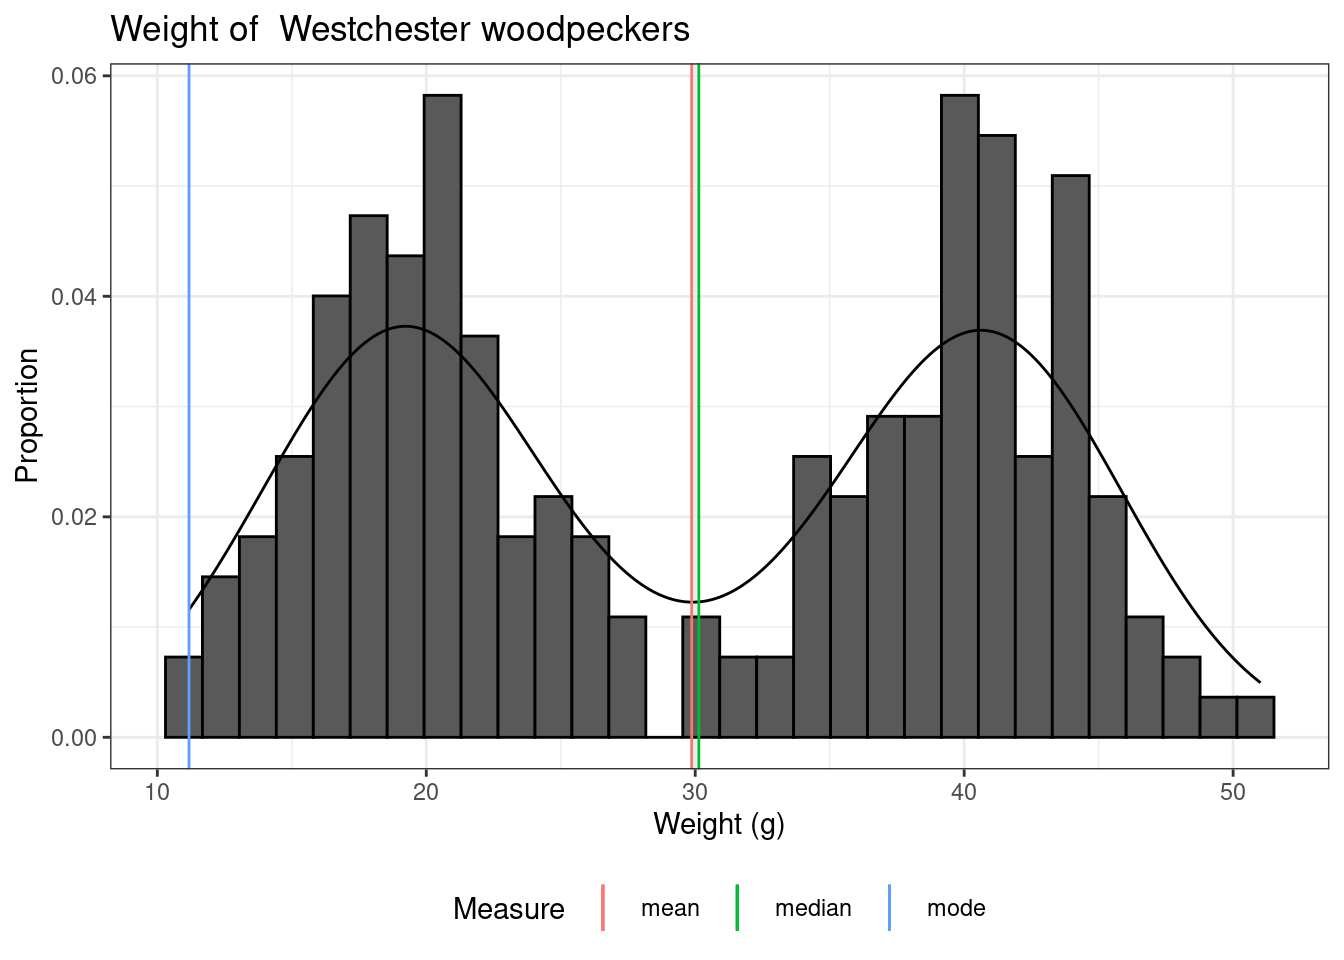 Weight of  Westchester woodpeckers
0.06
0.04
0.02
0.00
Proportion
10 20 30 40 50
Weight (g)
Measure mean median mode